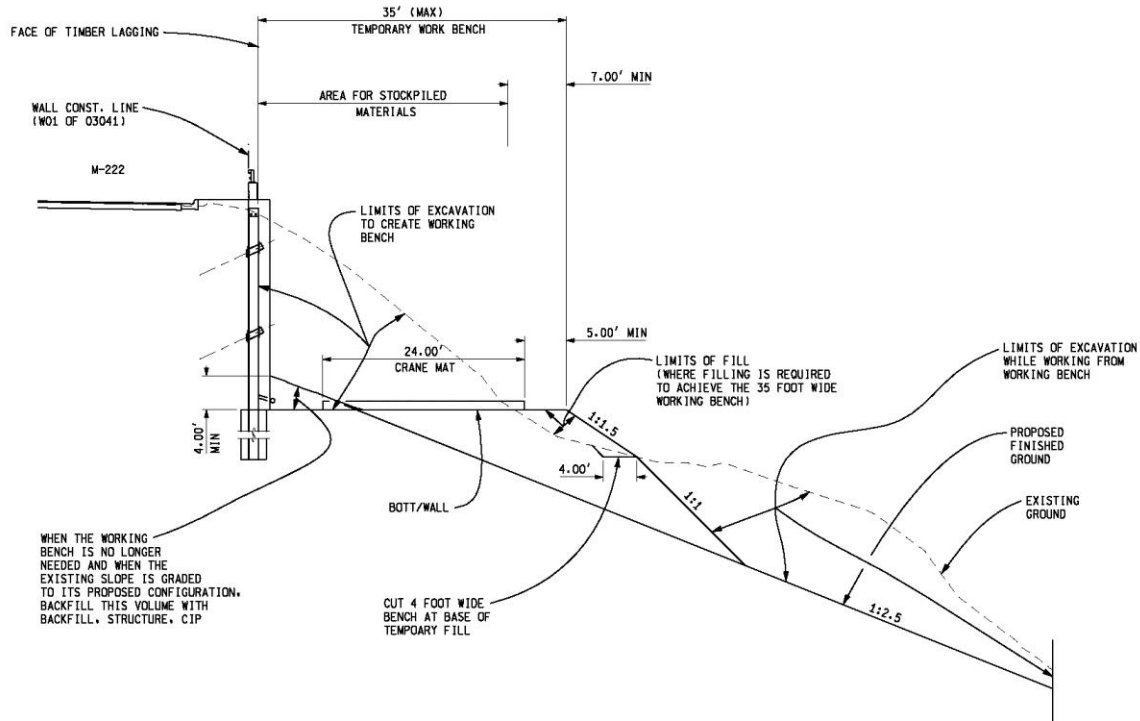 35' (MAX)
TEMPORARY WORK BENCH
FACE OF TIMBER LAGGING
7.00' MIN
AREA FOR STOCKPILED
MATERIALS
WALL CONST. LINE
(W01 OF 03041)
M-222
LIMITS OF EXCAVATION
TO CREATE WORKING
BENCH
5.00' MIN
24.00'
CRANE MAT
LIMITS OF FILL
(WHERE FILLING IS REQUIRED
TO ACHIEVE THE 35 FOOT WIDE
WORKING BENCH)
LIMITS OF EXCAVATION
WHILE WORKING FROM
WORKING BENCH
4.00'
MIN
1:1.5
PROPOSED
FINISHED
GROUND
4.00'
1:1
BOTT/WALL
EXISTING
GROUND
WHEN THE WORKING
BENCH IS NO LONGER
NEEDED AND WHEN THE
EXISTING SLOPE IS GRADED
TO ITS PROPOSED CONFIGURATION,
BACKFILL THIS VOLUME WITH
BACKFILL, STRUCTURE, CIP
CUT 4 FOOT WIDE
BENCH AT BASE OF
TEMPOARY FILL
1:2.5